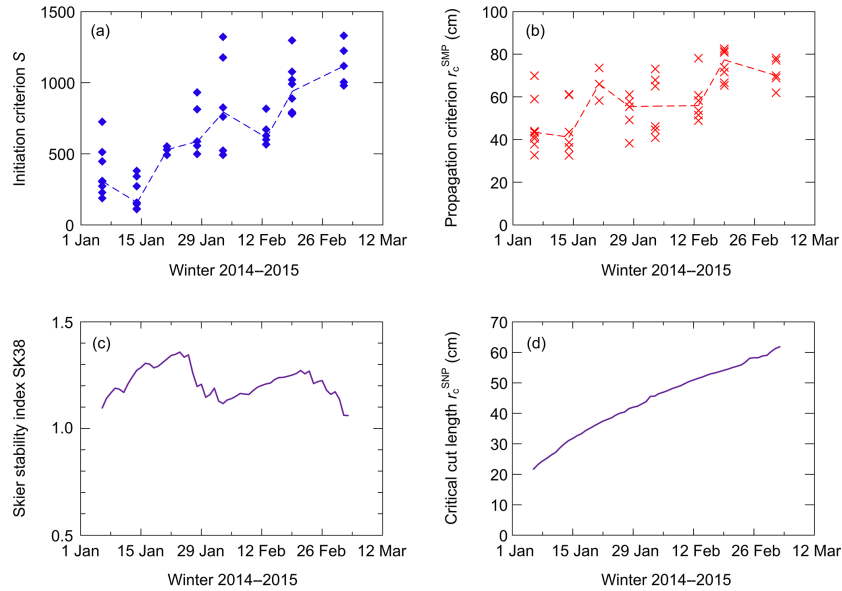 (a)
Initiation criterion S
1500
1000
500
0
1 Jan 15 Jan 29 Jan 12 Feb 26 Feb 12 Mar
Winter 2014--2015
(b)
Propagation criterion r_c^SMP (cm)
100
80
60
40
20
0
1 Jan 15 Jan 29 Jan 12 Feb 26 Feb 12 Mar
Winter 2014--2015
(c)
Skier stability index SK38
1.5
1.0
0.5
1 Jan 15 Jan 29 Jan 12 Feb 26 Feb 12 Mar
Winter 2014--2015
(d)
Critical cut length r_c^SNP (cm)
70
60
50
40
30
20
10
0
1 Jan 15 Jan 29 Jan 12 Feb 26 Feb 12 Mar
Winter 2014--2015